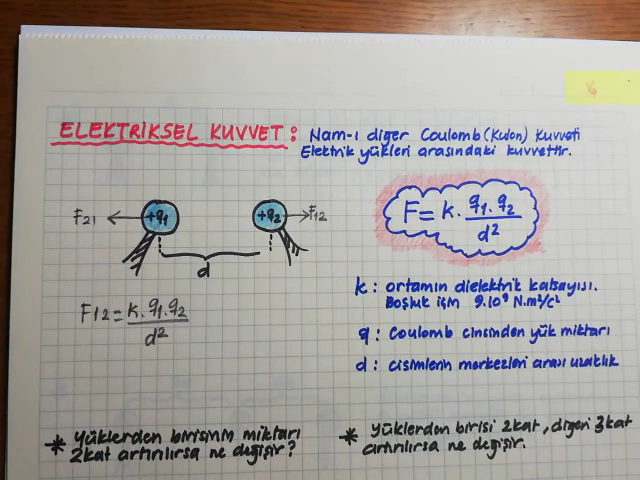 ELEKTRİKSEL KUVVET:
Nam-ı diğer Coulomb (Kulon) Kuvveti
Elektrik yükleri arasındaki kuvvettir.
F21 +q1 +q2 F12
d
F12 = k.q1.q2
d²
F = k. q1.q2
d²
k: ortamın dielektrik katsayısı.
Boşluk için 9.10⁹ N.m²/c²
q: Coulomb cinsinden yük miktarı
d: cisimlerin merkezleri arası uzaklık
* Yüklerden birisinin miktarı
2 kat artırılırsa ne değişir?
* Yüklerden birisi 2kat, diğeri 3kat
artırılırsa ne değişir.